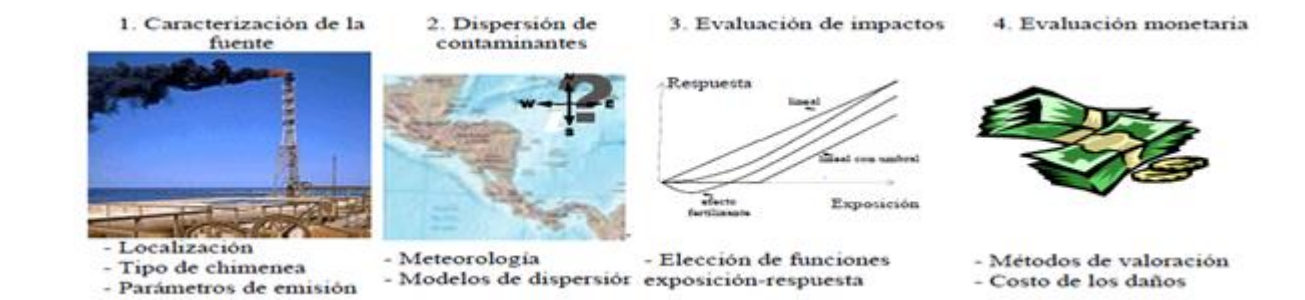 1. Caracterización de la
fuente
2. Dispersión de
contaminantes
3. Evaluación de impactos
4. Evaluación monetaria
N
W
E
S
?
Respuesta
lineal
lineal con umbral
efecto
fertilizante
Exposición
- Localización
- Tipo de chimenea
- Parámetros de emisión
- Meteorología
- Modelos de dispersión
- Elección de funciones
exposición-respuesta
- Métodos de valoración
- Costo de los daños